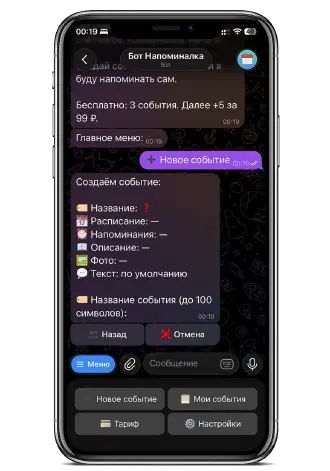 00:19
Бот Напоминалка
бот
буду напоминать сам.
Бесплатно: 3 события. Далее +5 за
99 ₽.
00:19
Главное меню: 00:19
➕ Новое событие 00:19
Создаём событие:
🏷️ Название: ❓
📅 Расписание: —
⏰ Напоминания: —
📖 Описание: —
🖼️ Фото: —
💬 Текст: по умолчанию
🏷️ Название события (до 100
символов):
00:19
Назад ❌ Отмена
Меню Сообщение
Новое событие Мои события
Тариф Настройки